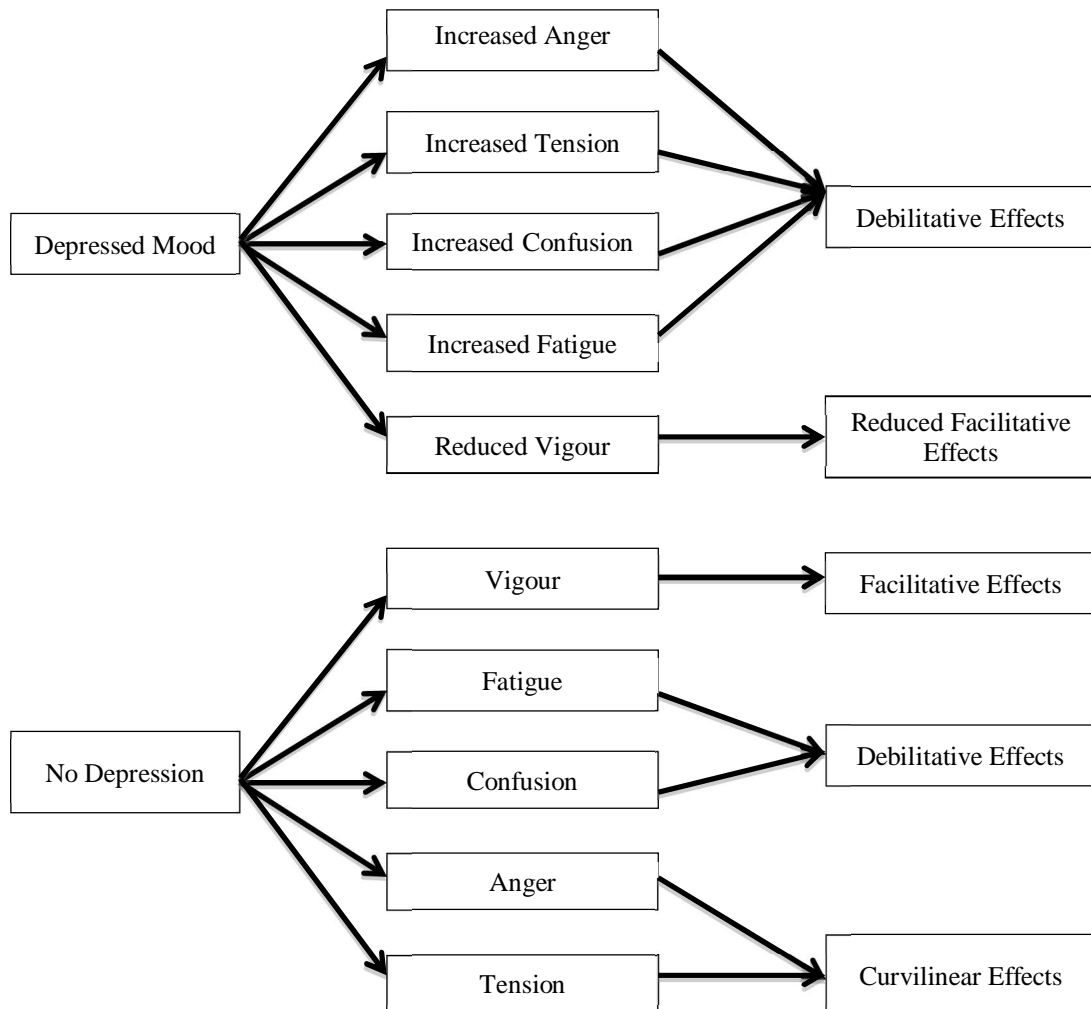 Increased Anger
Increased Tension
Debilitative Effects
Depressed Mood
Increased Confusion
Increased Fatigue
Reduced Vigour
Reduced Facilitative
Effects
Vigour
Facilitative Effects
Fatigue
No Depression
Confusion
Debilitative Effects
Anger
Tension
Curvilinear Effects